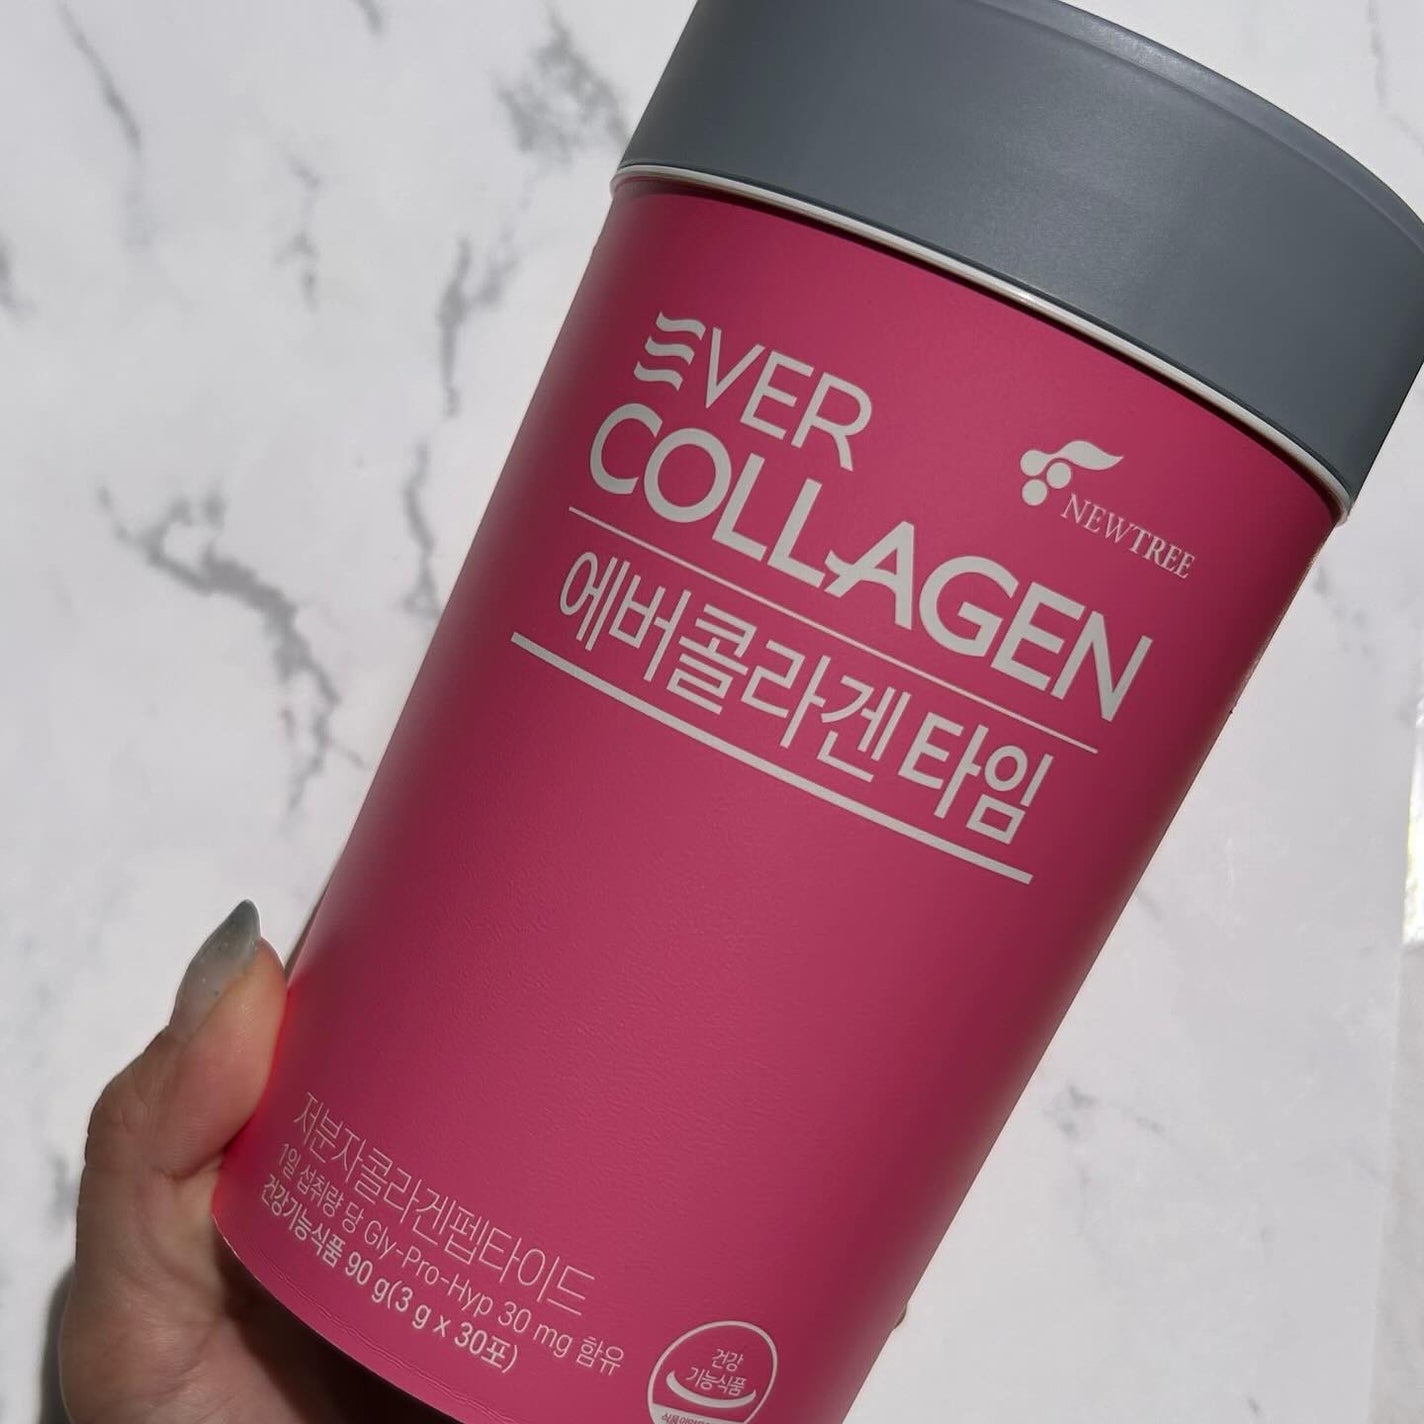 EVER
COLLAGEN
NEWTREE
에버콜라겐 타임
저분자콜라겐펩타이드
1일 섭취량 당 Gly-Pro-Hyp 30 mg 함유
건강기능식품 90 g(3 g x 30포)
건강
기능식품